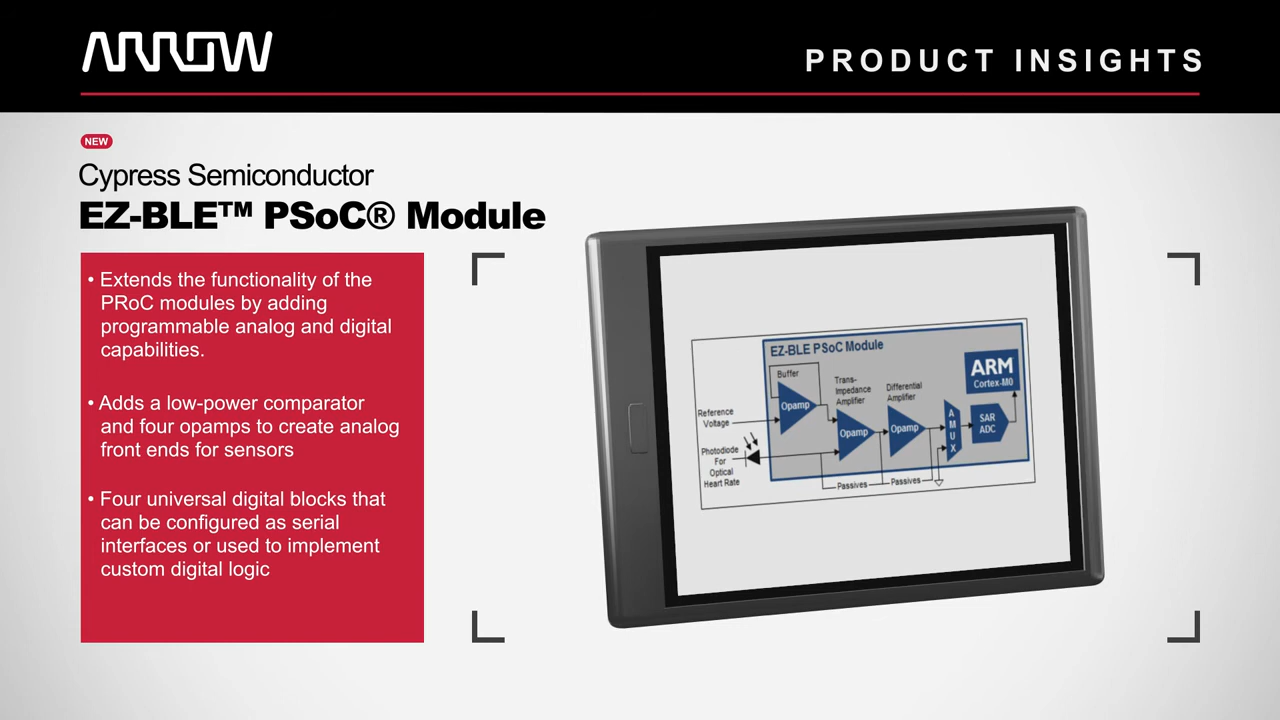 ARROW
PRODUCT INSIGHTS
NEW
Cypress Semiconductor
EZ-BLE™ PSoC® Module
• Extends the functionality of the
PRoC modules by adding
programmable analog and digital
capabilities.
• Adds a low-power comparator
and four opamps to create analog
front ends for sensors
• Four universal digital blocks that
can be configured as serial
interfaces or used to implement
custom digital logic
EZ-BLE PSoC Module
ARM
Cortex-M0
Buffer
Opamp
Trans-
Impedance
Amplifier
Opamp
Differential
Amplifier
Opamp
A
M
U
X
SAR
ADC
Reference
Voltage
Photodiode
For
Optical
Heart Rate
Passives
Passives